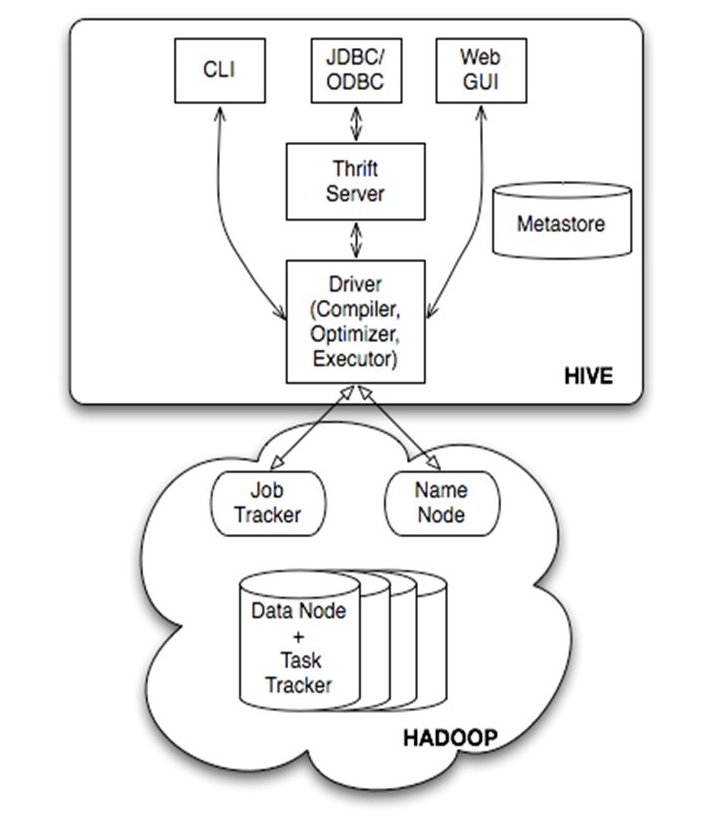 CLI
JDBC/
ODBC
Web
GUI
Thrift
Server
Metastore
Driver
(Compiler,
Optimizer,
Executor)
HIVE
Job
Tracker
Name
Node
Data Node
+
Task
Tracker
HADOOP